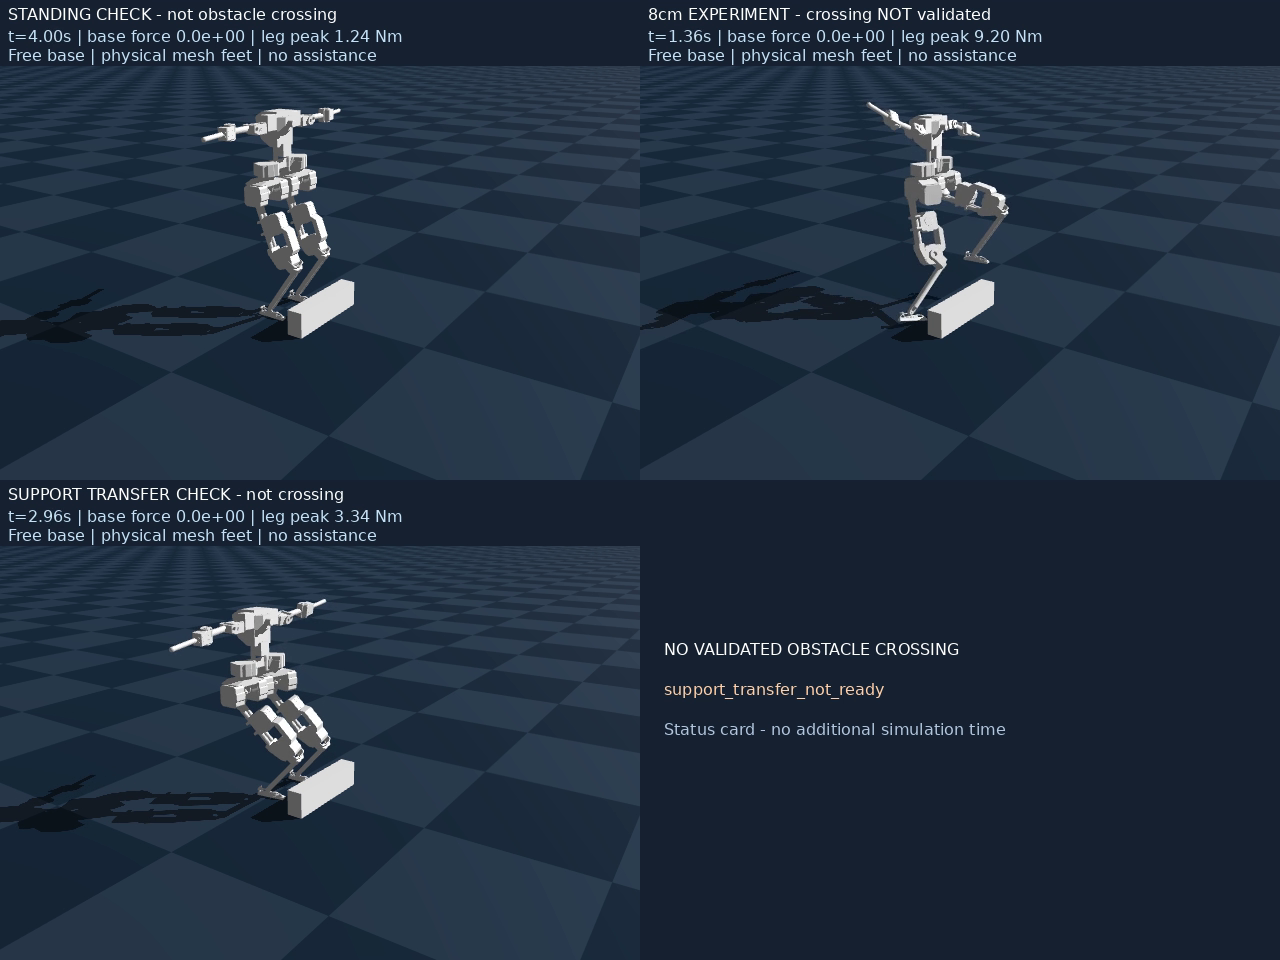 STANDING CHECK - not obstacle crossing
t=4.00s | base force 0.0e+00 | leg peak 1.24 Nm
Free base | physical mesh feet | no assistance
8cm EXPERIMENT - crossing NOT validated
t=1.36s | base force 0.0e+00 | leg peak 9.20 Nm
Free base | physical mesh feet | no assistance
SUPPORT TRANSFER CHECK - not crossing
t=2.96s | base force 0.0e+00 | leg peak 3.34 Nm
Free base | physical mesh feet | no assistance
NO VALIDATED OBSTACLE CROSSING
support_transfer_not_ready
Status card - no additional simulation time